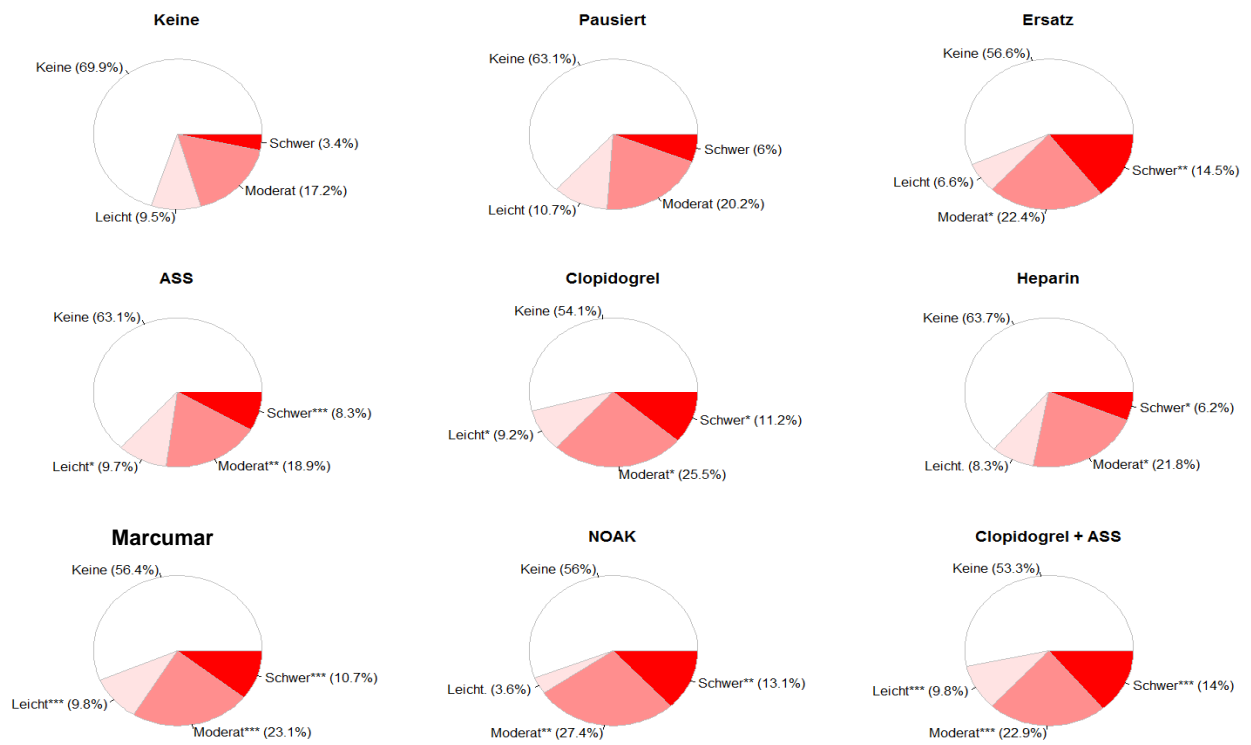 Keine
Pausiert
Ersatz
Keine (69.9%)
Schwer (3.4%)
Moderat (17.2%)
Leicht (9.5%)
Keine (63.1%)
Schwer (6%)
Moderat (20.2%)
Leicht (10.7%)
Keine (56.6%)
Schwer** (14.5%)
Leicht (6.6%)
Moderat* (22.4%)
ASS
Clopidogrel
Heparin
Keine (63.1%)
Schwer*** (8.3%)
Leicht* (9.7%)
Moderat** (18.9%)
Keine (54.1%)
Schwer* (11.2%)
Leicht* (9.2%)
Moderat* (25.5%)
Keine (63.7%)
Schwer* (6.2%)
Leicht. (8.3%)
Moderat* (21.8%)
Marcumar
NOAK
Clopidogrel + ASS
Keine (56.4%)
Schwer*** (10.7%)
Leicht*** (9.8%)
Moderat*** (23.1%)
Keine (56%)
Schwer** (13.1%)
Leicht. (3.6%)
Moderat** (27.4%)
Keine (53.3%)
Schwer*** (14%)
Leicht*** (9.8%)
Moderat*** (22.9%)